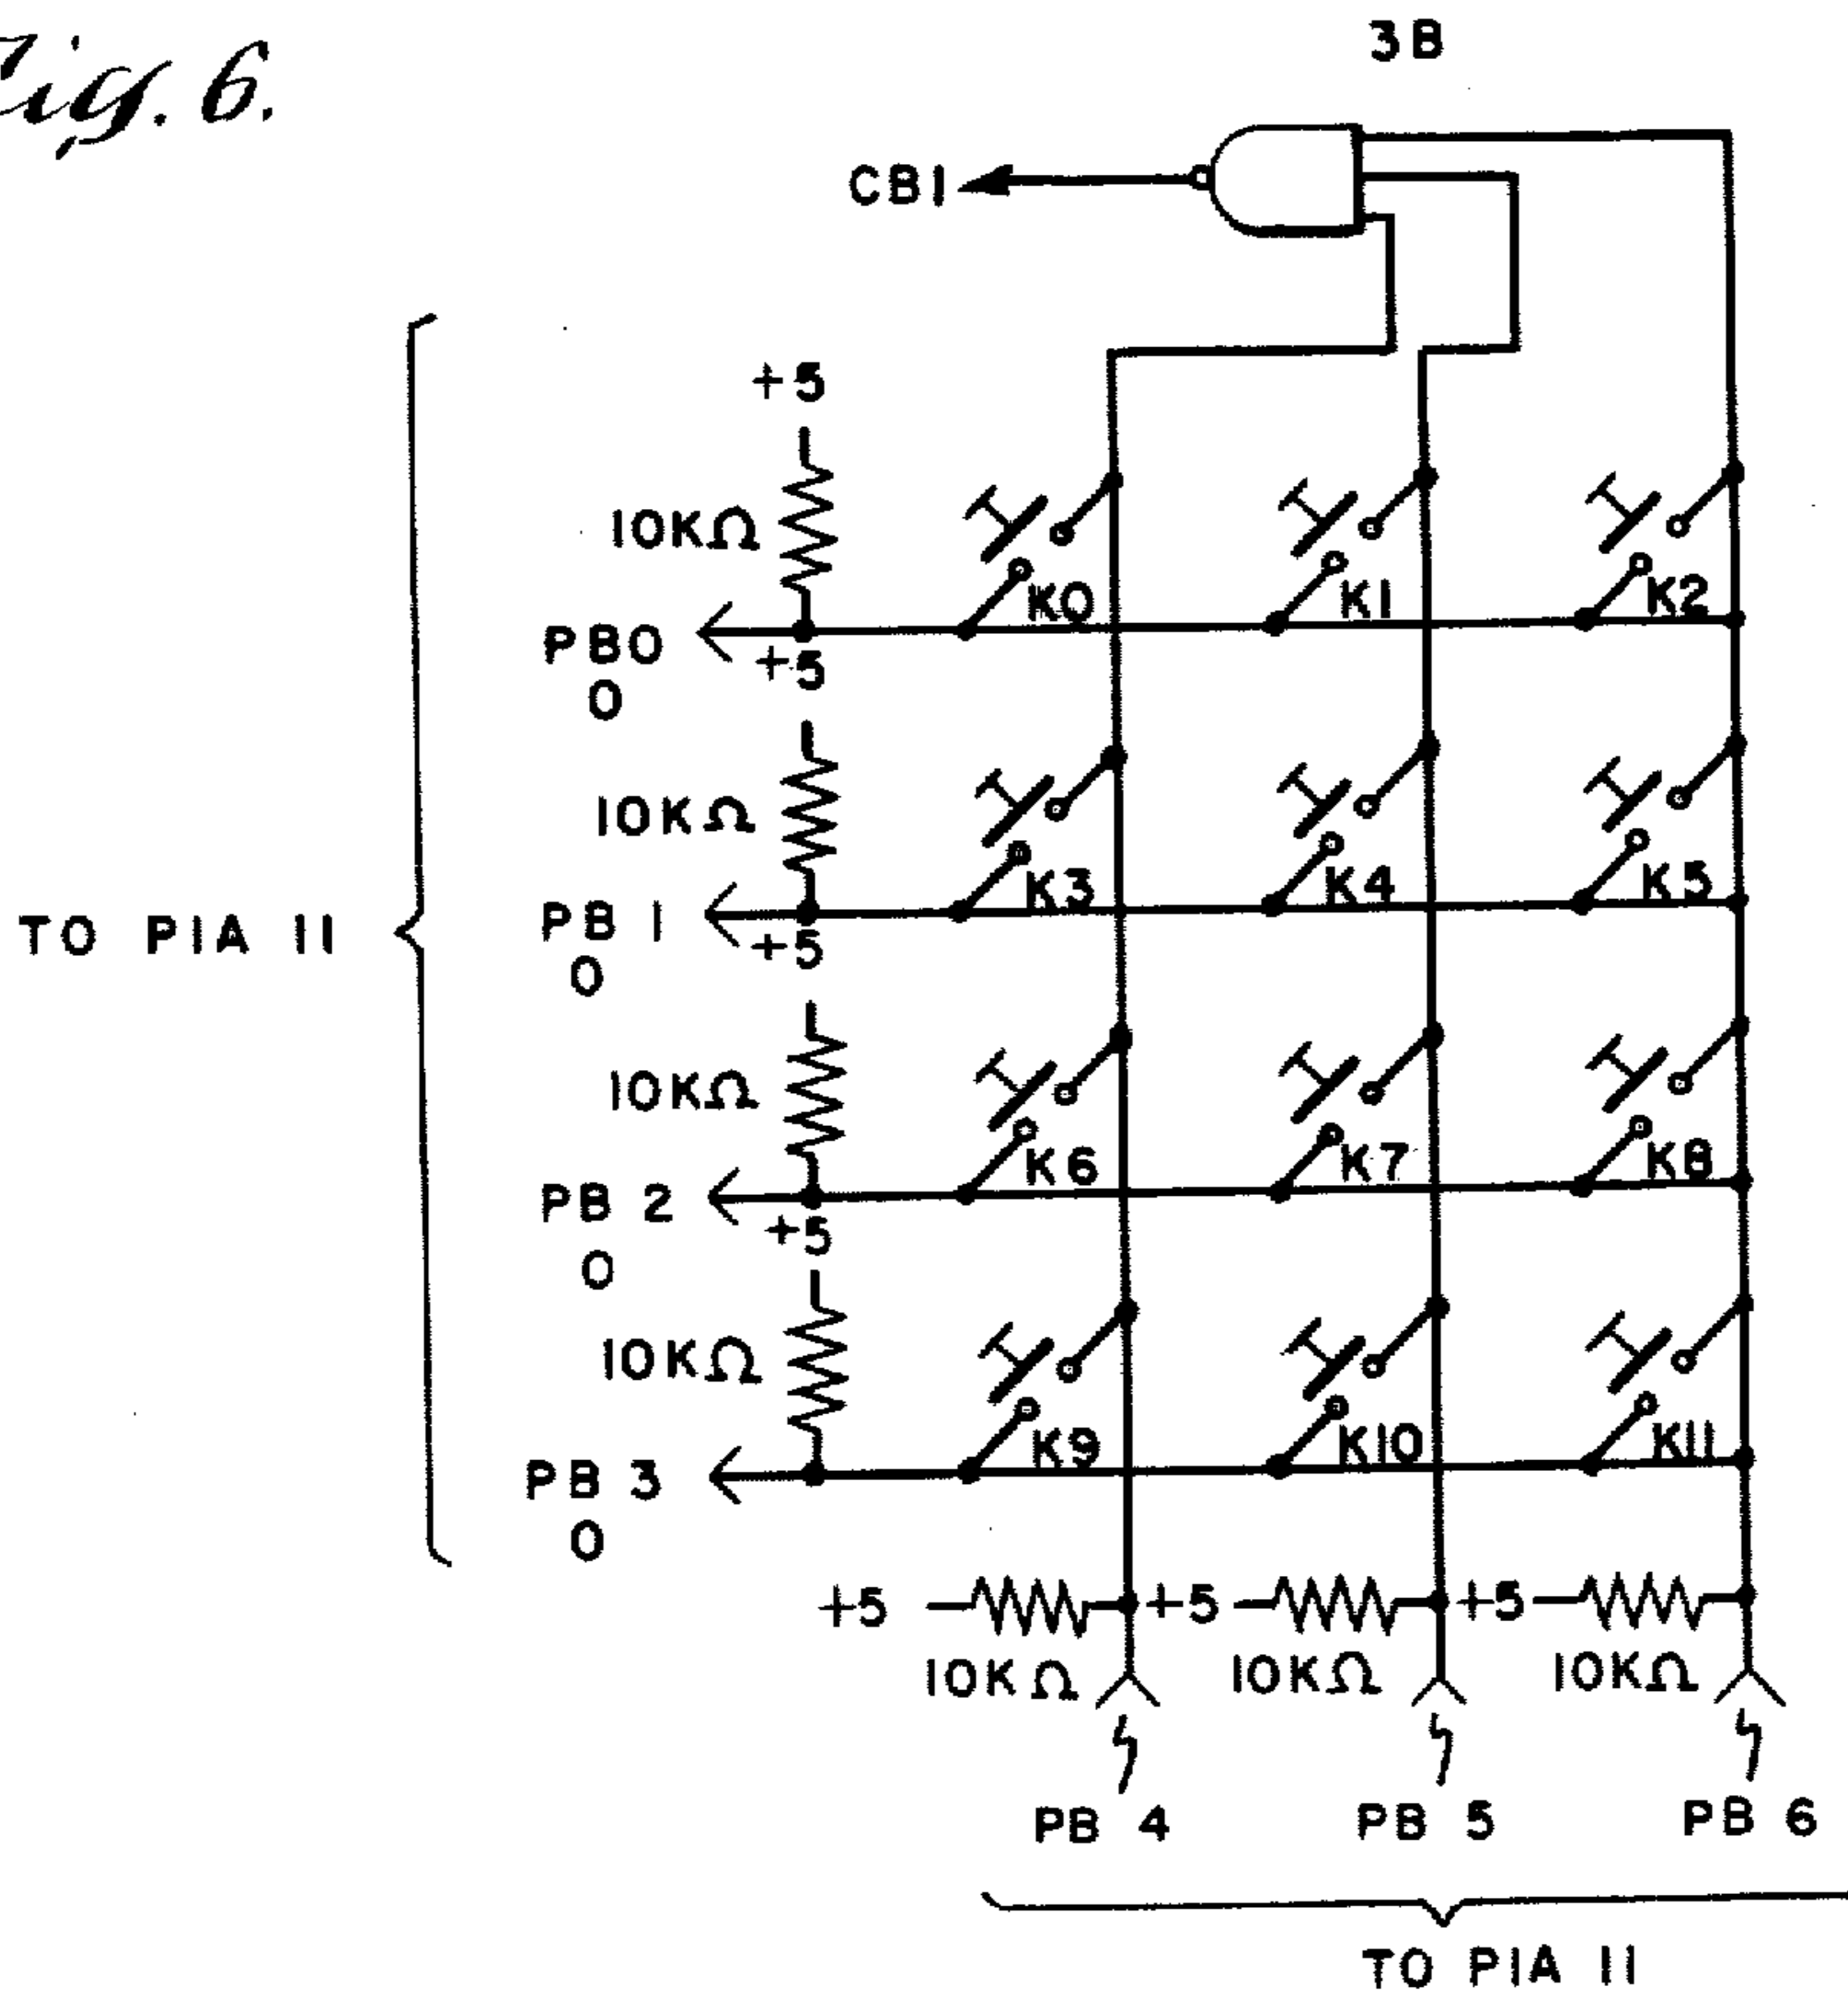 Fig. 6.
3B
CB1
+5
10KΩ
K0 K1 K2
PB0
0
+5
10KΩ
K3 K4 K5
TO PIA 11
PB 1
0
+5
10KΩ
K6 K7 K8
PB 2
0
+5
10KΩ
K9 K10 K11
PB 3
0
+5 +5 +5
10KΩ 10KΩ 10KΩ
PB 4 PB 5 PB 6
TO PIA 11